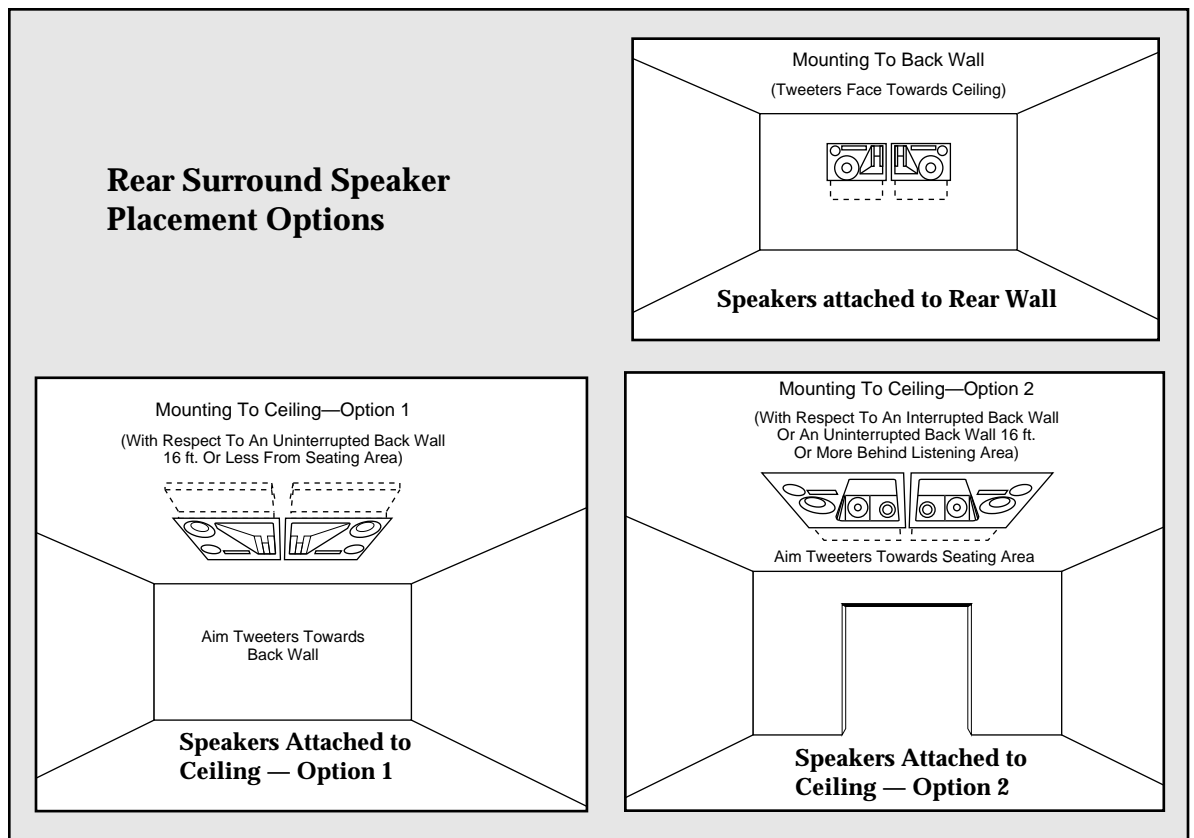 Rear Surround Speaker
Placement Options
Mounting To Back Wall
(Tweeters Face Towards Ceiling)
Speakers attached to Rear Wall
Mounting To Ceiling—Option 1
(With Respect To An Uninterrupted Back Wall
16 ft. Or Less From Seating Area)
Aim Tweeters Towards
Back Wall
Speakers Attached to
Ceiling — Option 1
Mounting To Ceiling—Option 2
(With Respect To An Interrupted Back Wall
Or An Uninterrupted Back Wall 16 ft.
Or More Behind Listening Area)
Aim Tweeters Towards Seating Area
Speakers Attached to
Ceiling — Option 2